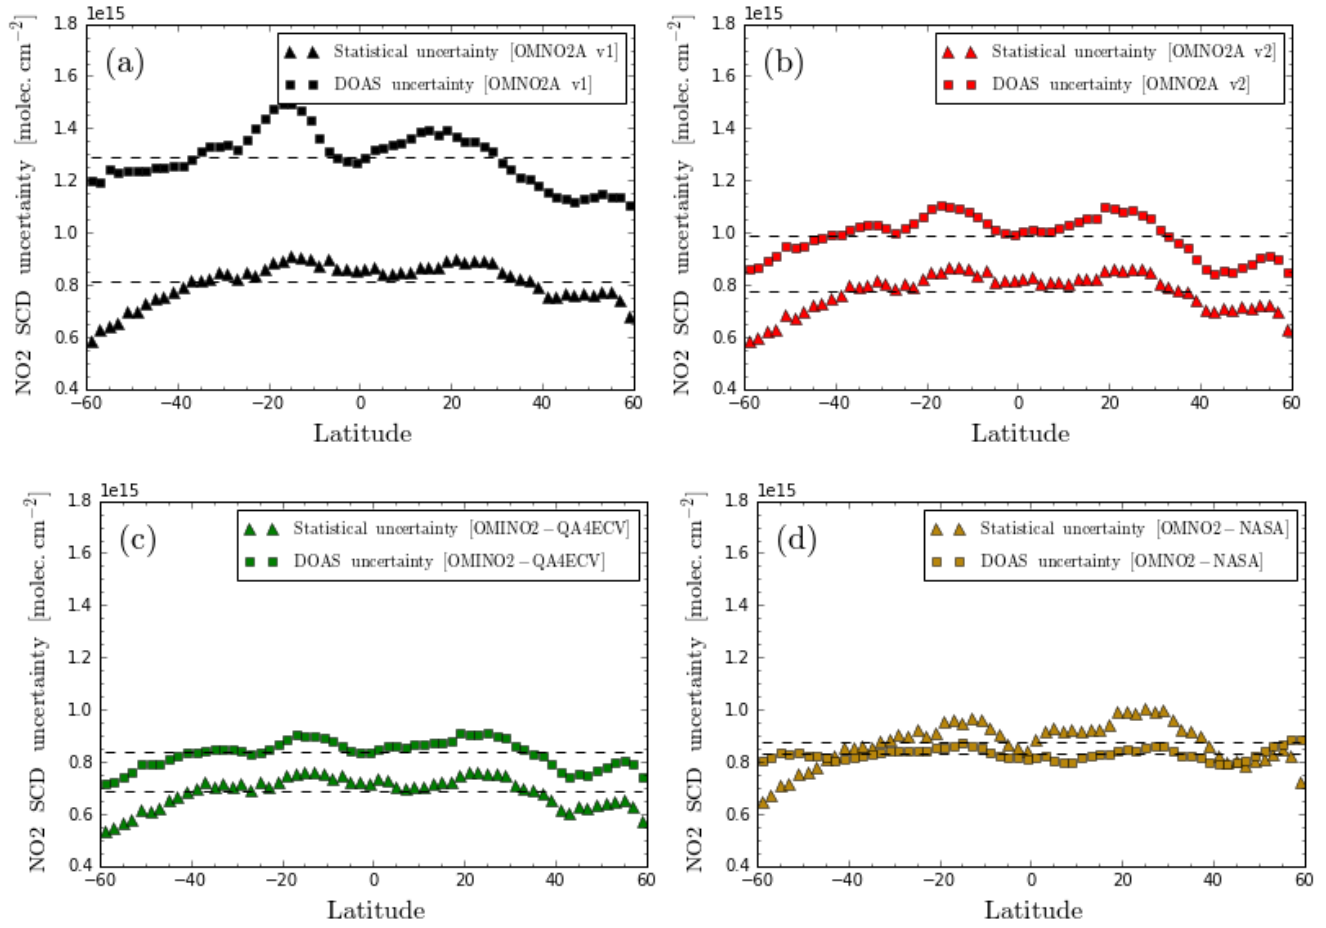 1e15
(a)
Statistical uncertainty [OMNO2A v1]
DOAS uncertainty [OMNO2A v1]
NO2 SCD uncertainty [molec. cm−2]
1.8
1.6
1.4
1.2
1.0
0.8
0.6
0.4
−60 −40 −20 0 20 40 60
Latitude
1e15
(b)
Statistical uncertainty [OMNO2A v2]
DOAS uncertainty [OMNO2A v2]
NO2 SCD uncertainty [molec. cm−2]
1.8
1.6
1.4
1.2
1.0
0.8
0.6
0.4
−60 −40 −20 0 20 40 60
Latitude
1e15
(c)
Statistical uncertainty [OMINO2−QA4ECV]
DOAS uncertainty [OMINO2−QA4ECV]
NO2 SCD uncertainty [molec. cm−2]
1.8
1.6
1.4
1.2
1.0
0.8
0.6
0.4
−60 −40 −20 0 20 40 60
Latitude
1e15
(d)
Statistical uncertainty [OMNO2−NASA]
DOAS uncertainty [OMNO2−NASA]
NO2 SCD uncertainty [molec. cm−2]
1.8
1.6
1.4
1.2
1.0
0.8
0.6
0.4
−60 −40 −20 0 20 40 60
Latitude